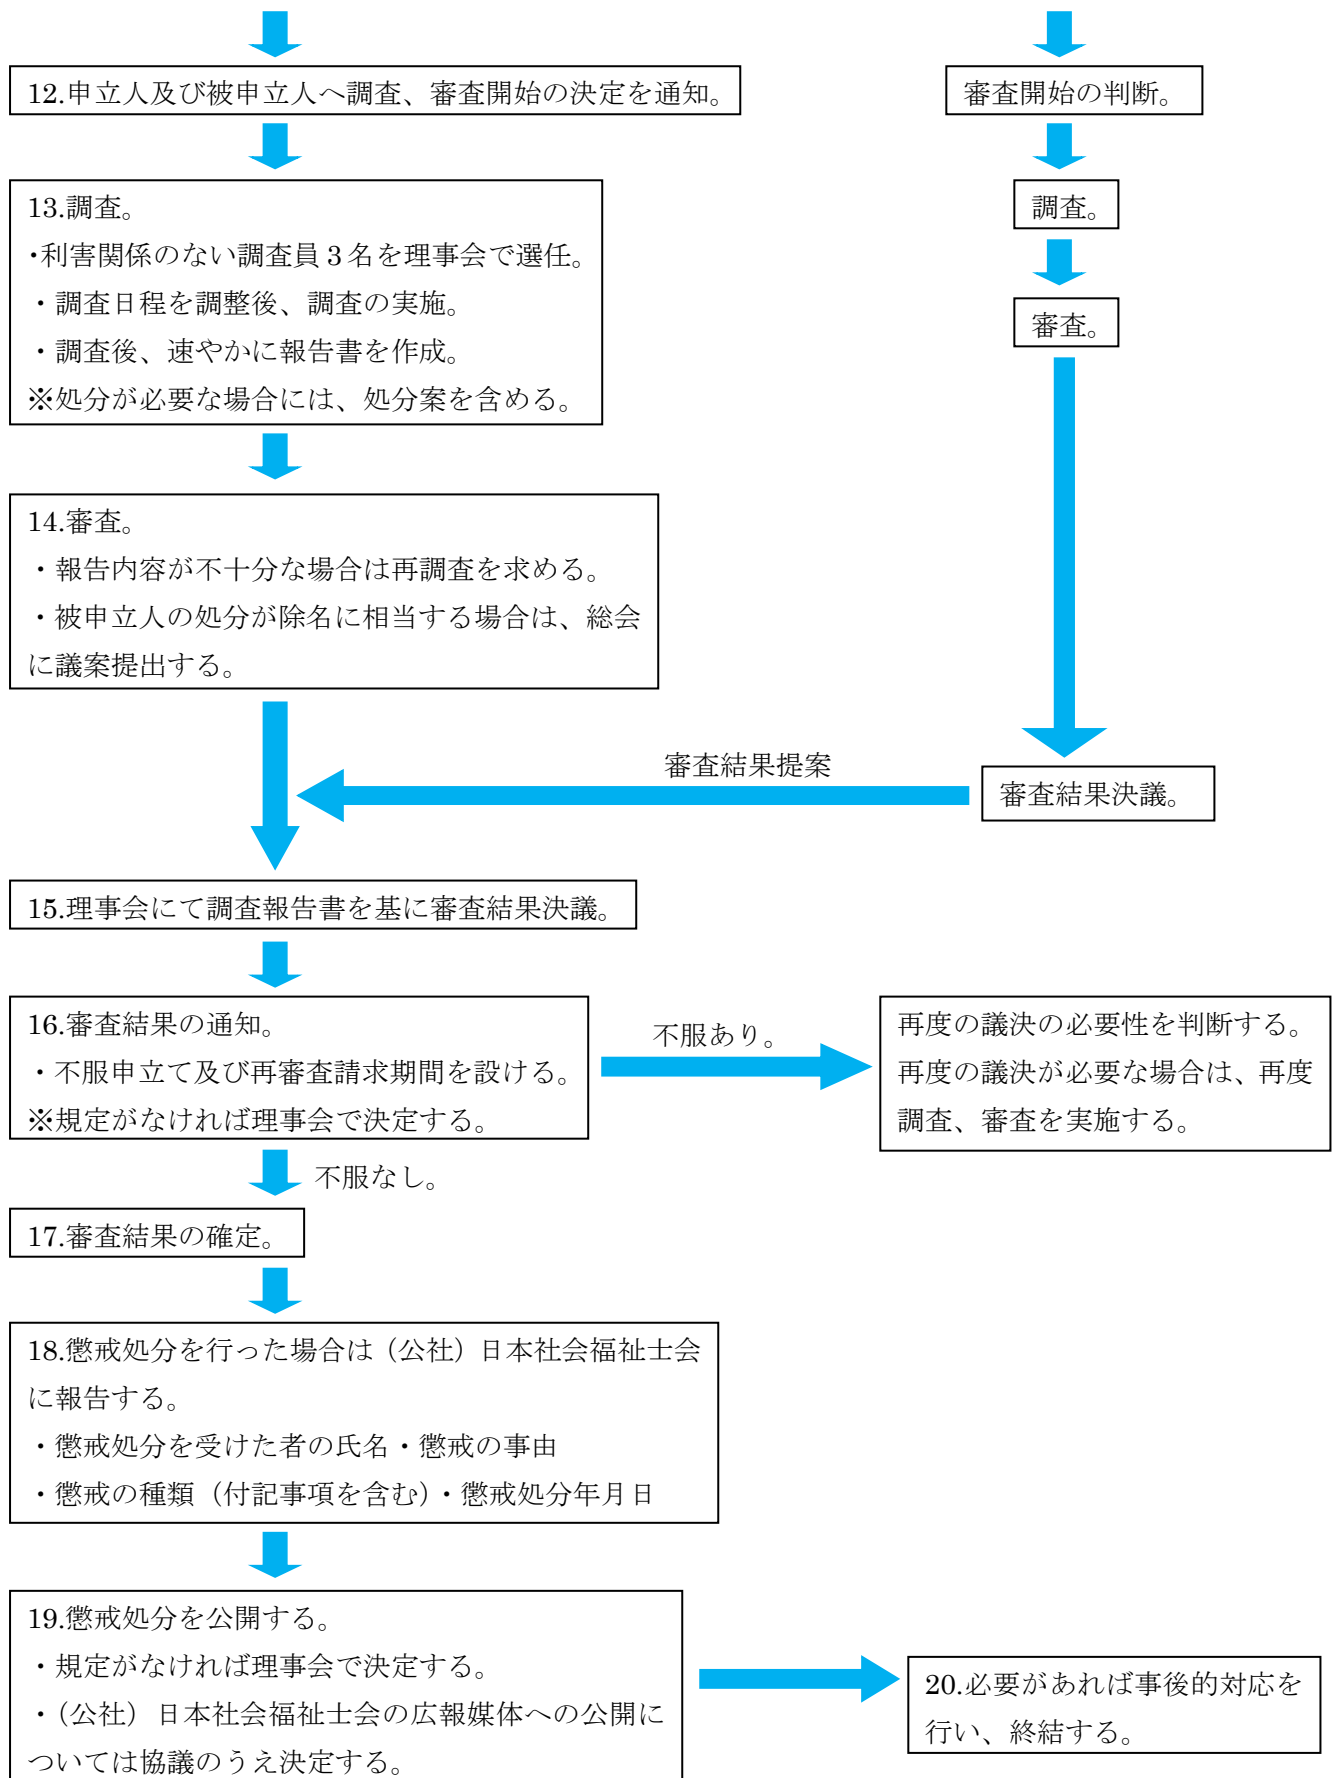 12.申立人及び被申立人へ調査、審査開始の決定を通知。
審査開始の判断。
13.調査。
・利害関係のない調査員3名を理事会で選任。
・調査日程を調整後、調査の実施。
・調査後、速やかに報告書を作成。
※処分が必要な場合には、処分案を含める。
調査。
審査。
14.審査。
・報告内容が不十分な場合は再調査を求める。
・被申立人の処分が除名に相当する場合は、総会
に議案提出する。
審査結果提案
審査結果決議。
15.理事会にて調査報告書を基に審査結果決議。
16.審査結果の通知。
・不服申立て及び再審査請求期間を設ける。
※規定がなければ理事会で決定する。
不服あり。
再度の議決の必要性を判断する。
再度の議決が必要な場合は、再度
調査、審査を実施する。
不服なし。
17.審査結果の確定。
18.懲戒処分を行った場合は（公社）日本社会福祉士会
に報告する。
・懲戒処分を受けた者の氏名・懲戒の事由
・懲戒の種類（付記事項を含む）・懲戒処分年月日
19.懲戒処分を公開する。
・規定がなければ理事会で決定する。
・（公社）日本社会福祉士会の広報媒体への公開に
ついては協議のうえ決定する。
20.必要があれば事後的対応を
行い、終結する。